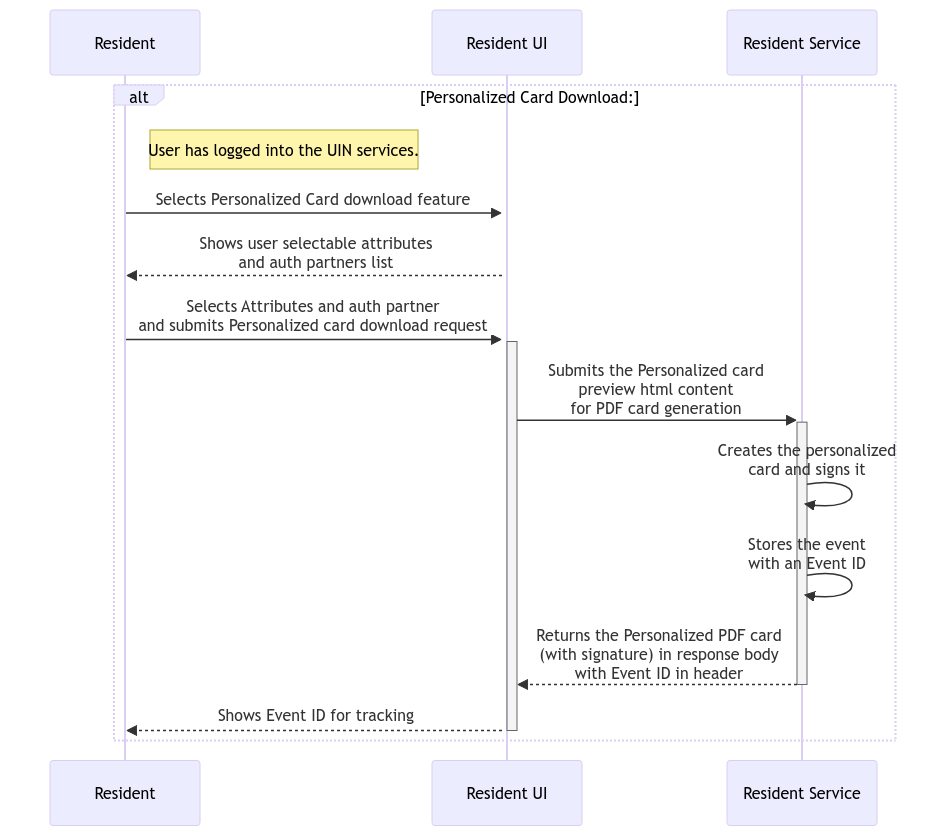 Resident
Resident UI
Resident Service
alt
[Personalized Card Download:]
User has logged into the UIN services.
Selects Personalized Card download feature
Shows user selectable attributes
and auth partners list
Selects Attributes and auth partner
and submits Personalized card download request
Submits the Personalized card
preview html content
for PDF card generation
Creates the personalized
card and signs it
Stores the event
with an Event ID
Returns the Personalized PDF card
(with signature) in response body
with Event ID in header
Shows Event ID for tracking
Resident
Resident UI
Resident Service